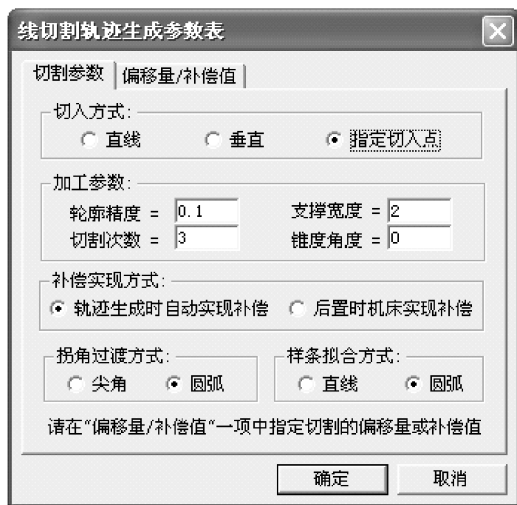 线切割轨迹生成参数表
切割参数 偏移量/补偿值
切入方式:
直线 垂直 指定切入点
加工参数:
轮廓精度 = 0.1 支撑宽度 = 2
切割次数 = 3 锥度角度 = 0
补偿实现方式:
轨迹生成时自动实现补偿 后置时机床实现补偿
拐角过渡方式: 样条拟合方式:
尖角 圆弧 直线 圆弧
请在"偏移量/补偿值"一项中指定切割的偏移量或补偿值
确定 取消